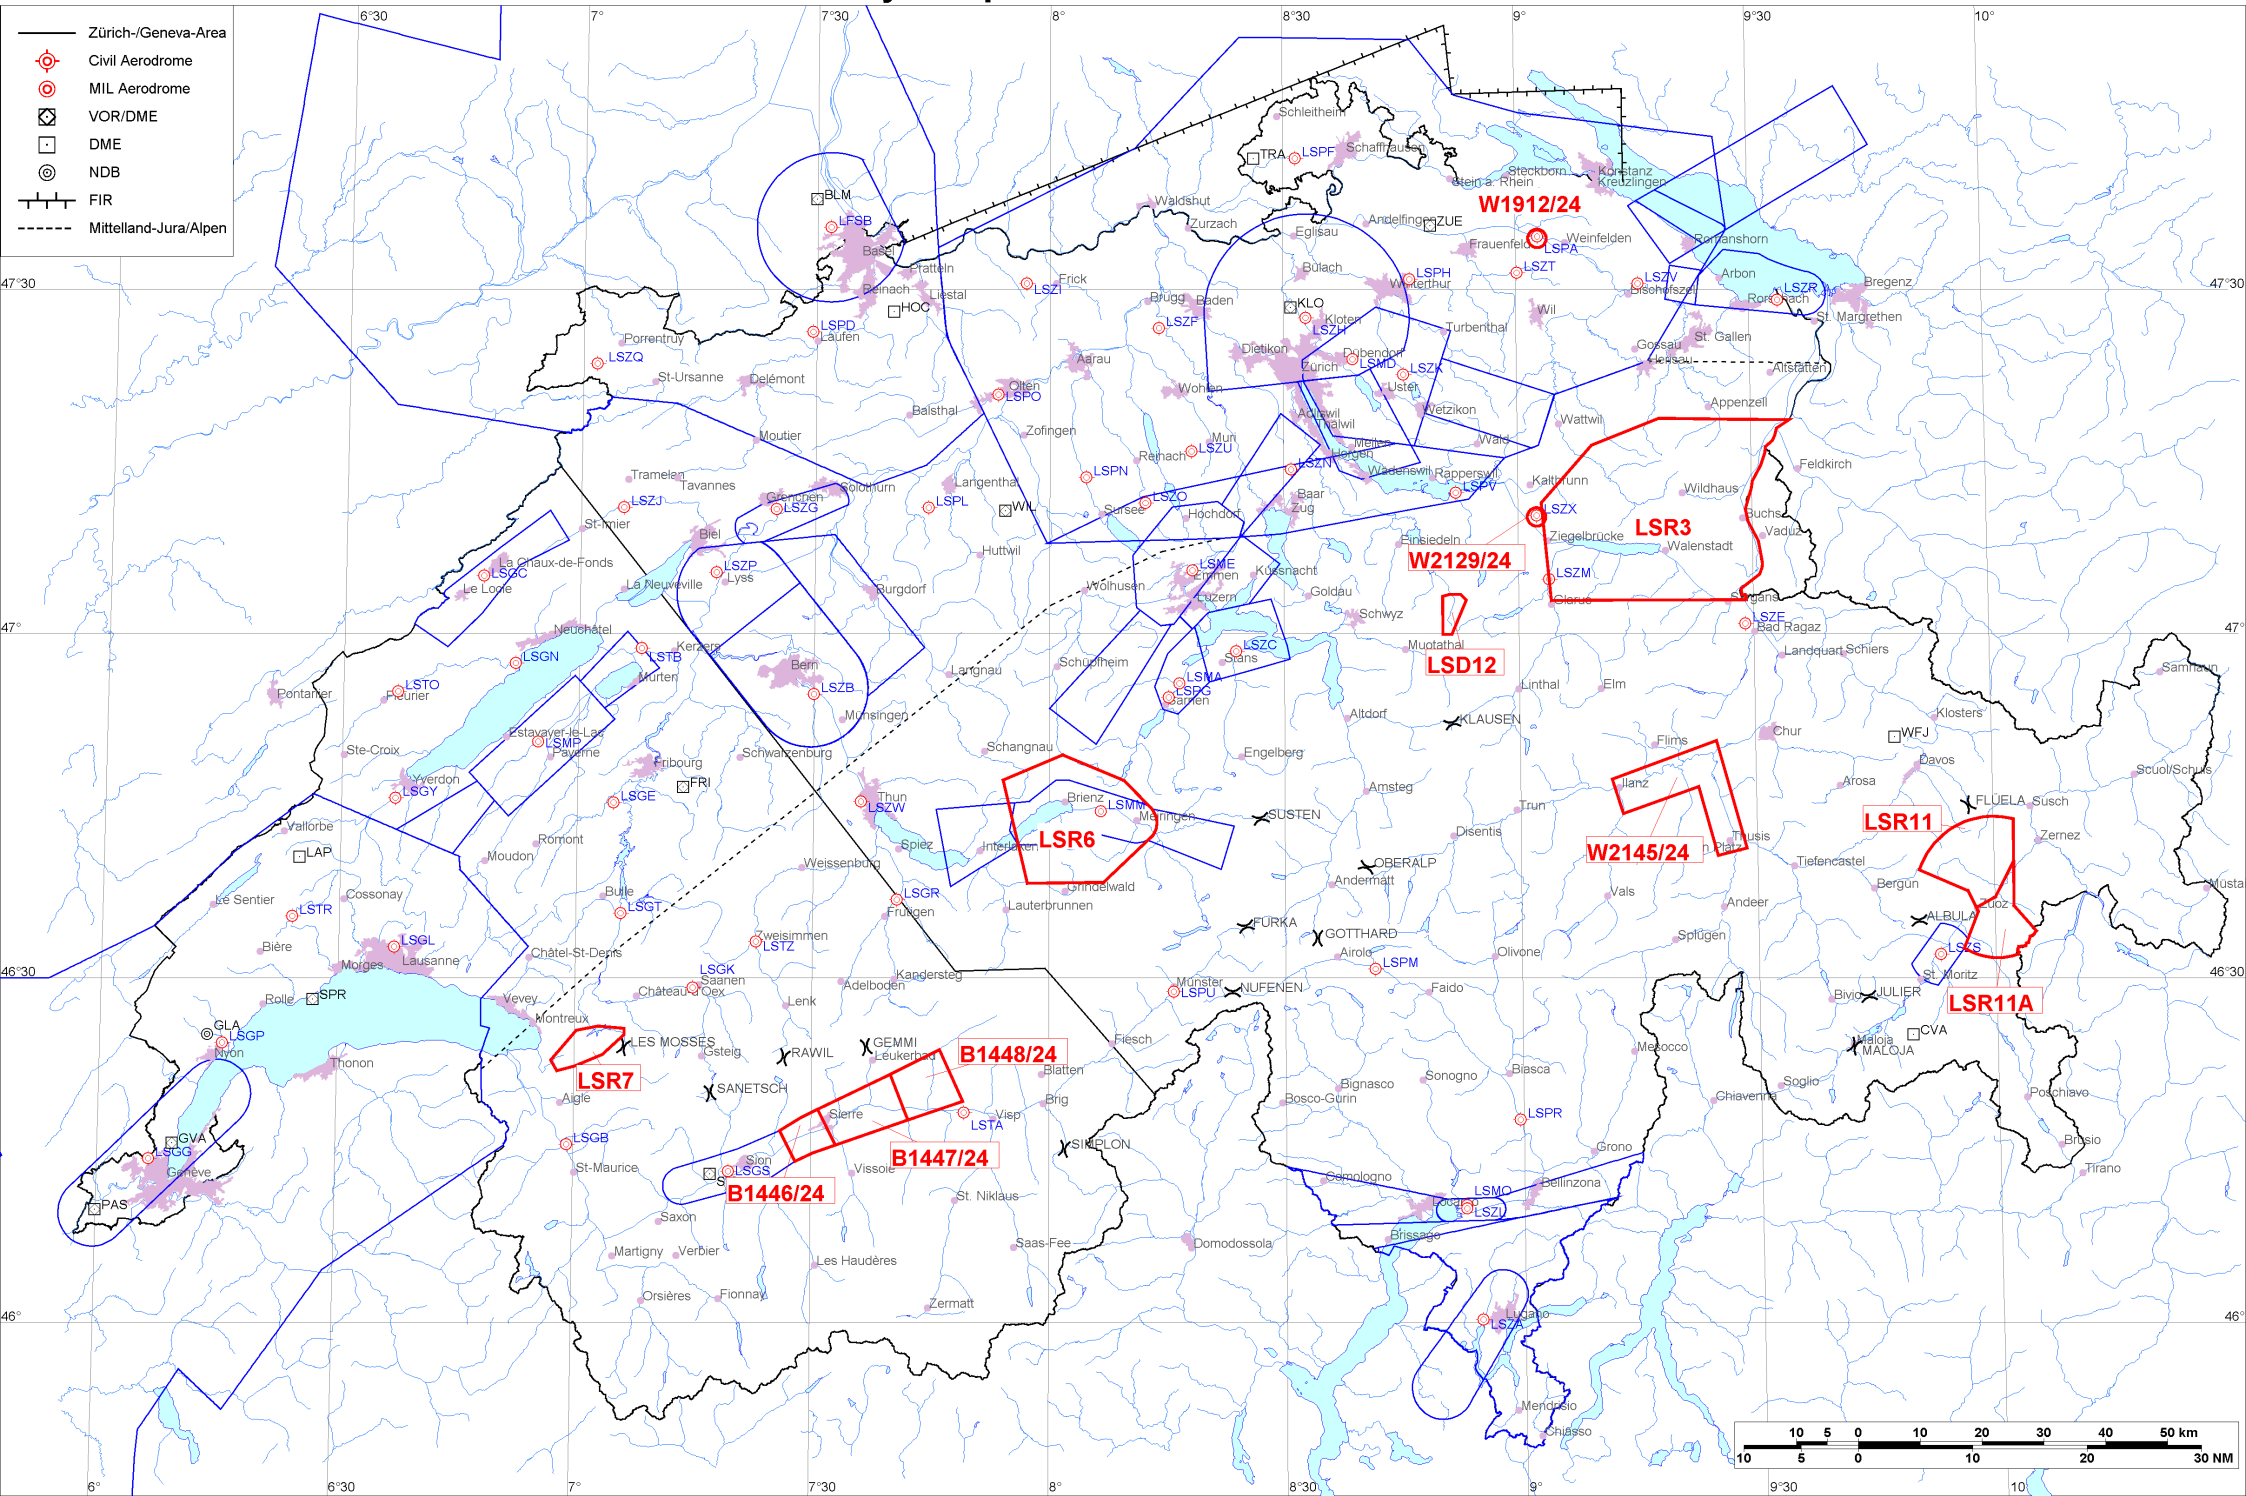 6°30
7°
7°30
8°
8°30
9°
9°30
10°
Zürich-/Geneva-Area
Civil Aerodrome
MIL Aerodrome
VOR/DME
DME
NDB
FIR
Mittelland-Jura/Alpen
Schleitheim
TRA
LSPF
Schaffhausen
Steckborn
Stein a. Rhein
Konstanz
Kreuzlingen
BLM
LFSB
Basel
Waldshut
Zurzach
Eglisau
Andelfingen
ZUE
W1912/24
LSPA
Weinfelden
Romanshorn
Frauenfeld
Pratteln
Reinach
Liestal
HOC
LSZI
Frick
Bülach
LSPH
Winterthur
LSZT
LSZV
Bischofszell
Arbon
LSZR
Rorschach
Bregenz
St. Margrethen
47°30
47°30
Brugg
Baden
KLO
Kloten
LSZH
LSZF
Wil
Turbenthal
St. Gallen
Gossau
Herisau
Altstätten
Porrentruy
LSZQ
LSPD
Laufen
St-Ursanne
Delémont
Aarau
Dietikon
Zürich
Dübendorf
LSMD
LSZK
Uster
Wetzikon
Olten
LSPO
Balsthal
Wohlen
Adliswil
Thalwil
Appenzell
Wattwil
Moutier
Zofingen
Muri
LSZU
Reinach
Meilen
Horgen
Wald
LSZN
Wädenswil
Rapperswil
LSPV
Feldkirch
Tramelan
Tavannes
LSPN
Kaltbrunn
Wildhaus
Grenchen
Solothurn
LSZG
LSZJ
Langenthal
LSPL
WIL
LSZO
Sursee
Hochdorf
Baar
Zug
LSZX
LSR3
Buchs
Vaduz
St-Imier
Biel
Huttwil
Einsiedeln
W2129/24
Ziegelbrücke
Walenstadt
La Chaux-de-Fonds
LSGC
Le Locle
La Neuveville
LSZP
Lyss
Burgdorf
Wolhusen
LSME
Emmen
Luzern
Küssnacht
Goldau
LSZM
Glarus
Sargans
Schwyz
LSZE
Bad Ragaz
Neuchâtel
47°
47°
LSGN
LSTB
Kerzers
Murten
Bern
LSZB
Langnau
Schüpfheim
LSZC
Stans
Muotathal
LSD12
Landquart
Schiers
Samnaun
Pontarlier
LSTO
Fleurier
LSMA
LSPG
Sarnen
Linthal
Elm
Münsingen
Altdorf
KLAUSEN
Klosters
Ste-Croix
Estavayer-le-Lac
LSMP
Payerne
Schwarzenburg
Schangnau
Engelberg
Flims
Chur
WFJ
Davos
Yverdon
LSGY
Fribourg
FRI
LSGE
Thun
LSZW
Brienz
LSMM
Meiringen
LSR6
Amsteg
SUSTEN
Trun
Ilanz
Arosa
Scuol/Schuls
FLÜELA
Susch
LSR11
Zernez
Vallorbe
LAP
Romont
Moudon
Weissenburg
Spiez
Interlaken
Disentis
W2145/24
Thusis
Tiefencastel
OBERALP
Andermatt
Grindelwald
Lauterbrunnen
Vals
Bergün
Müstair
Le Sentier
Cossonay
LSTR
Bulle
LSGT
LSGR
Frutigen
FURKA
GOTTHARD
Andeer
Zuoz
ALBULA
Bière
LSGL
Lausanne
Morges
Châtel-St-Denis
Zweisimmen
LSTZ
Airolo
LSPM
Olivone
Splügen
LSZS
St. Moritz
46°30
46°30
LSGK
Saanen
Château-d'Oex
Adelboden
Kandersteg
Münster
LSPU
NUFENEN
Faido
Bivio
JULIER
LSR11A
Rolle
SPR
Vevey
Montreux
Lenk
GLA
LSGP
Nyon
LES MOSSES
Gsteig
RAWIL
GEMMI
Leukerbad
B1448/24
Fiesch
Mesocco
CVA
Maloja
MALOJA
Thonon
LSR7
Aigle
SANETSCH
Blatten
Brig
Bignasco
Sonogno
Biasca
Soglio
Poschiavo
Bosco-Gurin
Chiavenna
Sierre
LSTA
Visp
LSPR
GVA
LSGG
Genève
LSGB
St-Maurice
Sion
LSGS
B1447/24
Vissoie
SIMPLON
Grono
Brusio
Tirano
B1446/24
St. Niklaus
Comologno
LSMO
Bellinzona
LSZL
PAS
Saxon
Martigny
Verbier
Saas-Fee
Domodossola
Brissago
Les Haudères
Orsières
Fionnay
Zermatt
46°
46°
Lugano
LSZA
Mendrisio
Chiasso
10 5 0 10 20 30 40 50 km
10 5 0 10 20 30 NM
6°
6°30
7°
7°30
8°
8°30
9°
9°30
10°